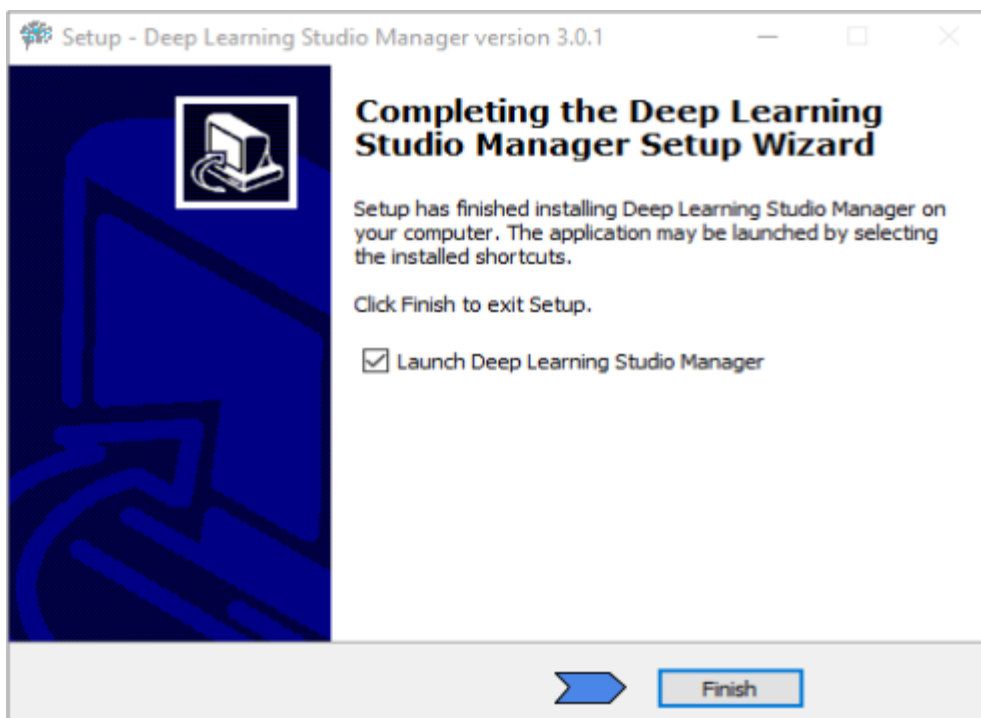 Setup - Deep Learning Studio Manager version 3.0.1
Completing the Deep Learning
Studio Manager Setup Wizard
Setup has finished installing Deep Learning Studio Manager on
your computer. The application may be launched by selecting
the installed shortcuts.
Click Finish to exit Setup.
Launch Deep Learning Studio Manager
Finish